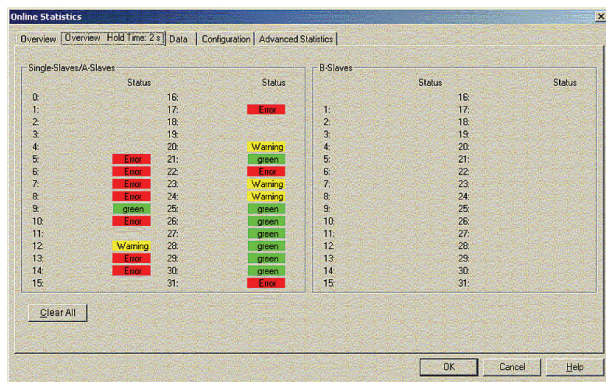 Online Statistics
Overview Overview Hold Time: 2 s Data Configuration Advanced Statistics
Single-Slaves/A-Slaves B-Slaves
Status Status Status Status
0: 16: 16:
1: 17: Error 1: 17:
2: 18: 2: 18:
3: 19: 3: 19:
4: 20: Warning 4: 20:
5: Error 21: green 5: 21:
6: Error 22: Error 6: 22:
7: Error 23: Warning 7: 23:
8: Error 24: Warning 8: 24:
9: green 25: green 9: 25:
10: Error 26: green 10: 26:
11: 27: green 11: 27:
12: Warning 28: green 12: 28:
13: Error 29: green 13: 29:
14: Error 30: green 14: 30:
15: 31: Error 15: 31:
Clear All
OK Cancel Help